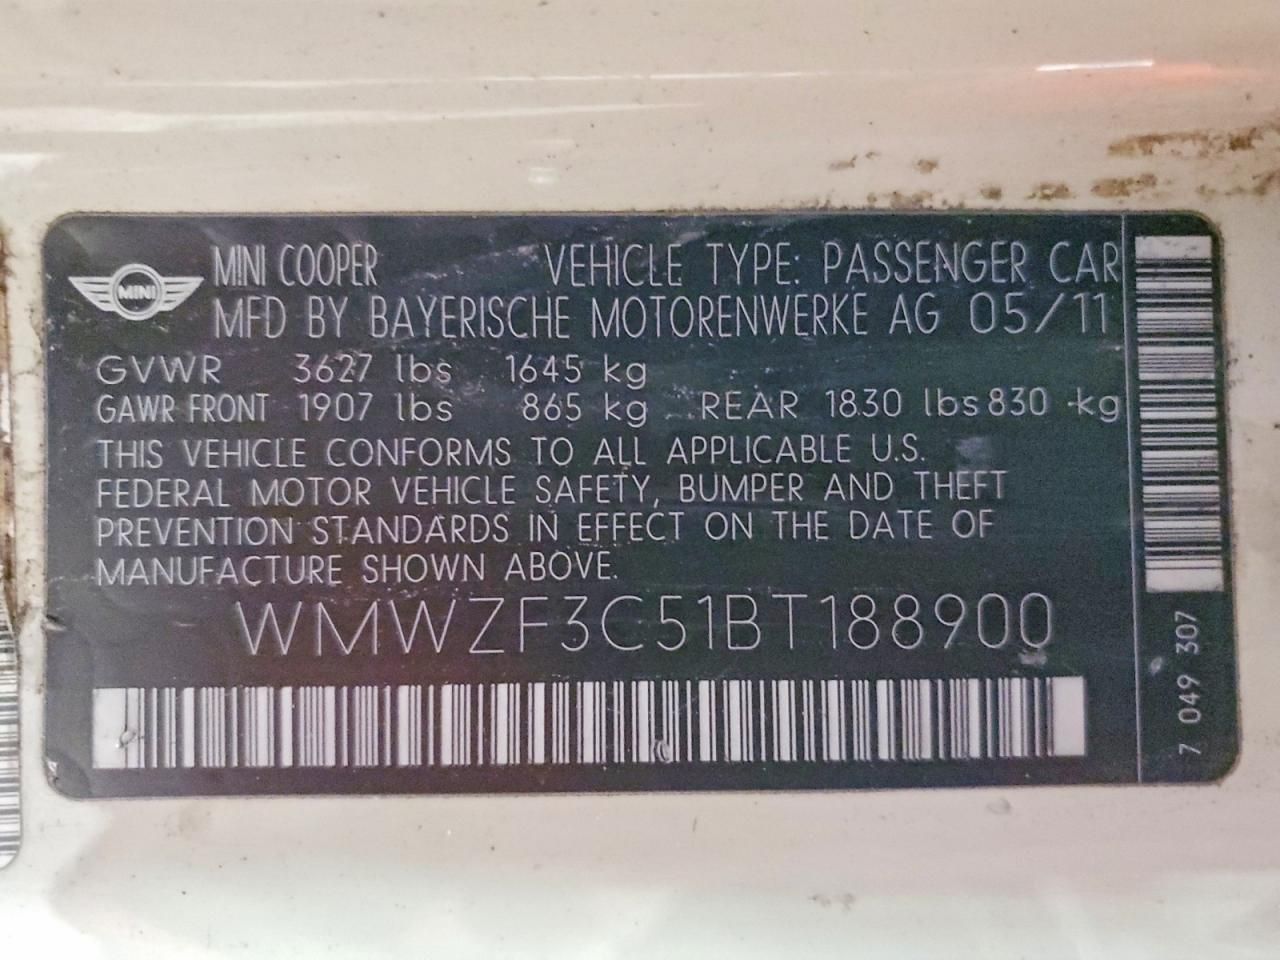 MINI
MINI COOPER VEHICLE TYPE: PASSENGER CAR
MFD BY BAYERISCHE MOTORENWERKE AG 05/11
GVWR 3627 lbs 1645 kg
GAWR FRONT 1907 lbs 865 kg REAR 1830 lbs 830 kg
THIS VEHICLE CONFORMS TO ALL APPLICABLE U.S.
FEDERAL MOTOR VEHICLE SAFETY, BUMPER AND THEFT
PREVENTION STANDARDS IN EFFECT ON THE DATE OF
MANUFACTURE SHOWN ABOVE.
WMWZF3C51BT188900
7 049 307